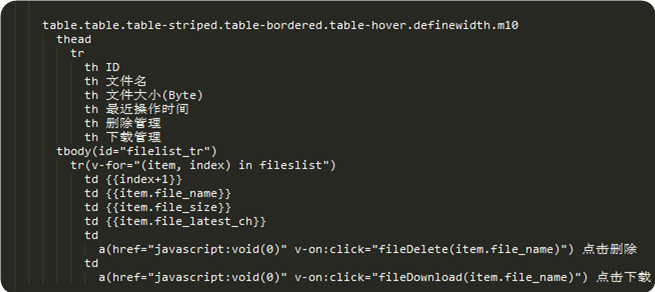 table.table.table-striped.table-bordered.table-hover.definewidth.m10
thead
tr
th ID
th 文件名
th 文件大小(Byte)
th 最近操作时间
th 删除管理
th 下载管理
tbody(id="filelist_tr")
tr(v-for="(item, index) in fileslist")
td {{index+1}}
td {{item.file_name}}
td {{item.file_size}}
td {{item.file_latest_ch}}
td
a(href="javascript:void(0)" v-on:click="fileDelete(item.file_name)") 点击删除
td
a(href="javascript:void(0)" v-on:click="fileDownload(item.file_name)") 点击下载